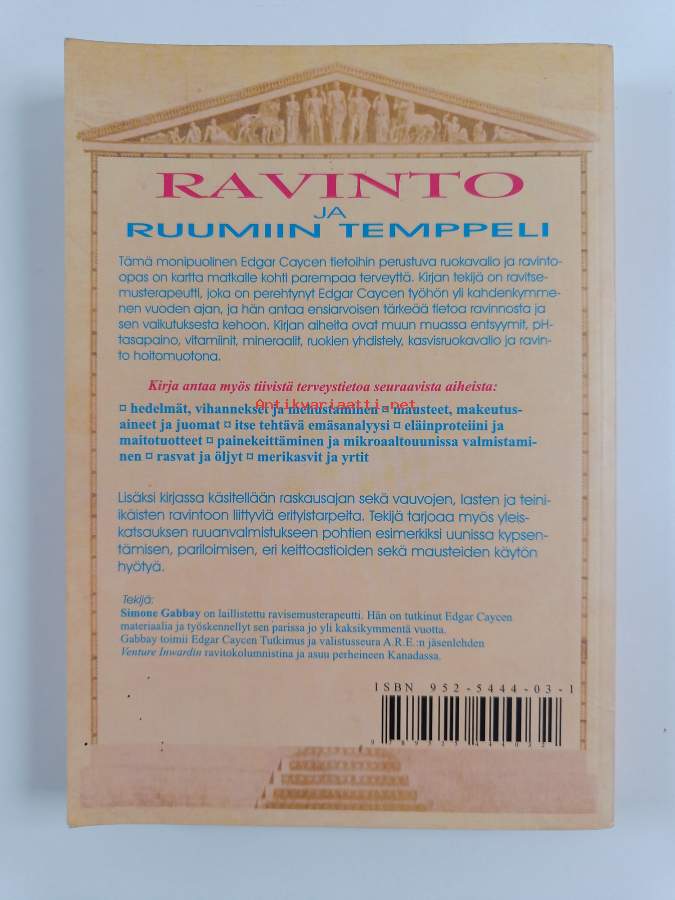 RAVINTO
JA
RUUMIIN TEMPPELI
Tämä monipuolinen Edgar Caycen tietoihin perustuva ruokavalio ja ravinto-
opas on kartta matkalle kohti parempaa terveyttä. Kirjan tekijä on ravitse-
musterapeutti, joka on perehtynyt Edgar Caycen työhön yli kahdenkymme-
nen vuoden ajan, ja hän antaa ensiarvoisen tärkeää tietoa ravinnosta ja
sen vaikutuksesta kehoon. Kirjan aiheita ovat muun muassa entsyymit, pH-
tasapaino, vitamiinit, mineraalit, ruokien yhdistely, kasvisruokavalio ja ravin-
to hoitomuotona.
Kirja antaa myös tiivistä terveystietoa seuraavista aiheista:
Antikvariaatti.net
¤ hedelmät, vihannekset ja mehustaminen ¤ mausteet, makeutus-
aineet ja juomat ¤ itse tehtävä emäsanalyysi ¤ eläinproteiini ja
maitotuotteet ¤ painekeittäminen ja mikroaaltouunissa valmistami-
nen ¤ rasvat ja öljyt ¤ merikasvit ja yrtit
Lisäksi kirjassa käsitellään raskausajan sekä vauvojen, lasten ja teini-
ikäisten ravintoon liittyviä erityistarpeita. Tekijä tarjoaa myös yleis-
katsauksen ruuanvalmistukseen pohtien esimerkiksi uunissa kypsen-
tämisen, pariloimisen, eri keittoastioiden sekä mausteiden käytön
hyötyä.
Tekijä:
Simone Gabbay on laillistettu ravisemusterapeutti. Hän on tutkinut Edgar Caycen
materiaalia ja työskennellyt sen parissa jo yli kaksikymmentä vuotta.
Gabbay toimii Edgar Caycen Tutkimus ja valistusseura A.R.E.:n jäsenlehden
Venture Inwardin ravitokolumnistina ja asuu perheineen Kanadassa.
ISBN 952-5444-03-1